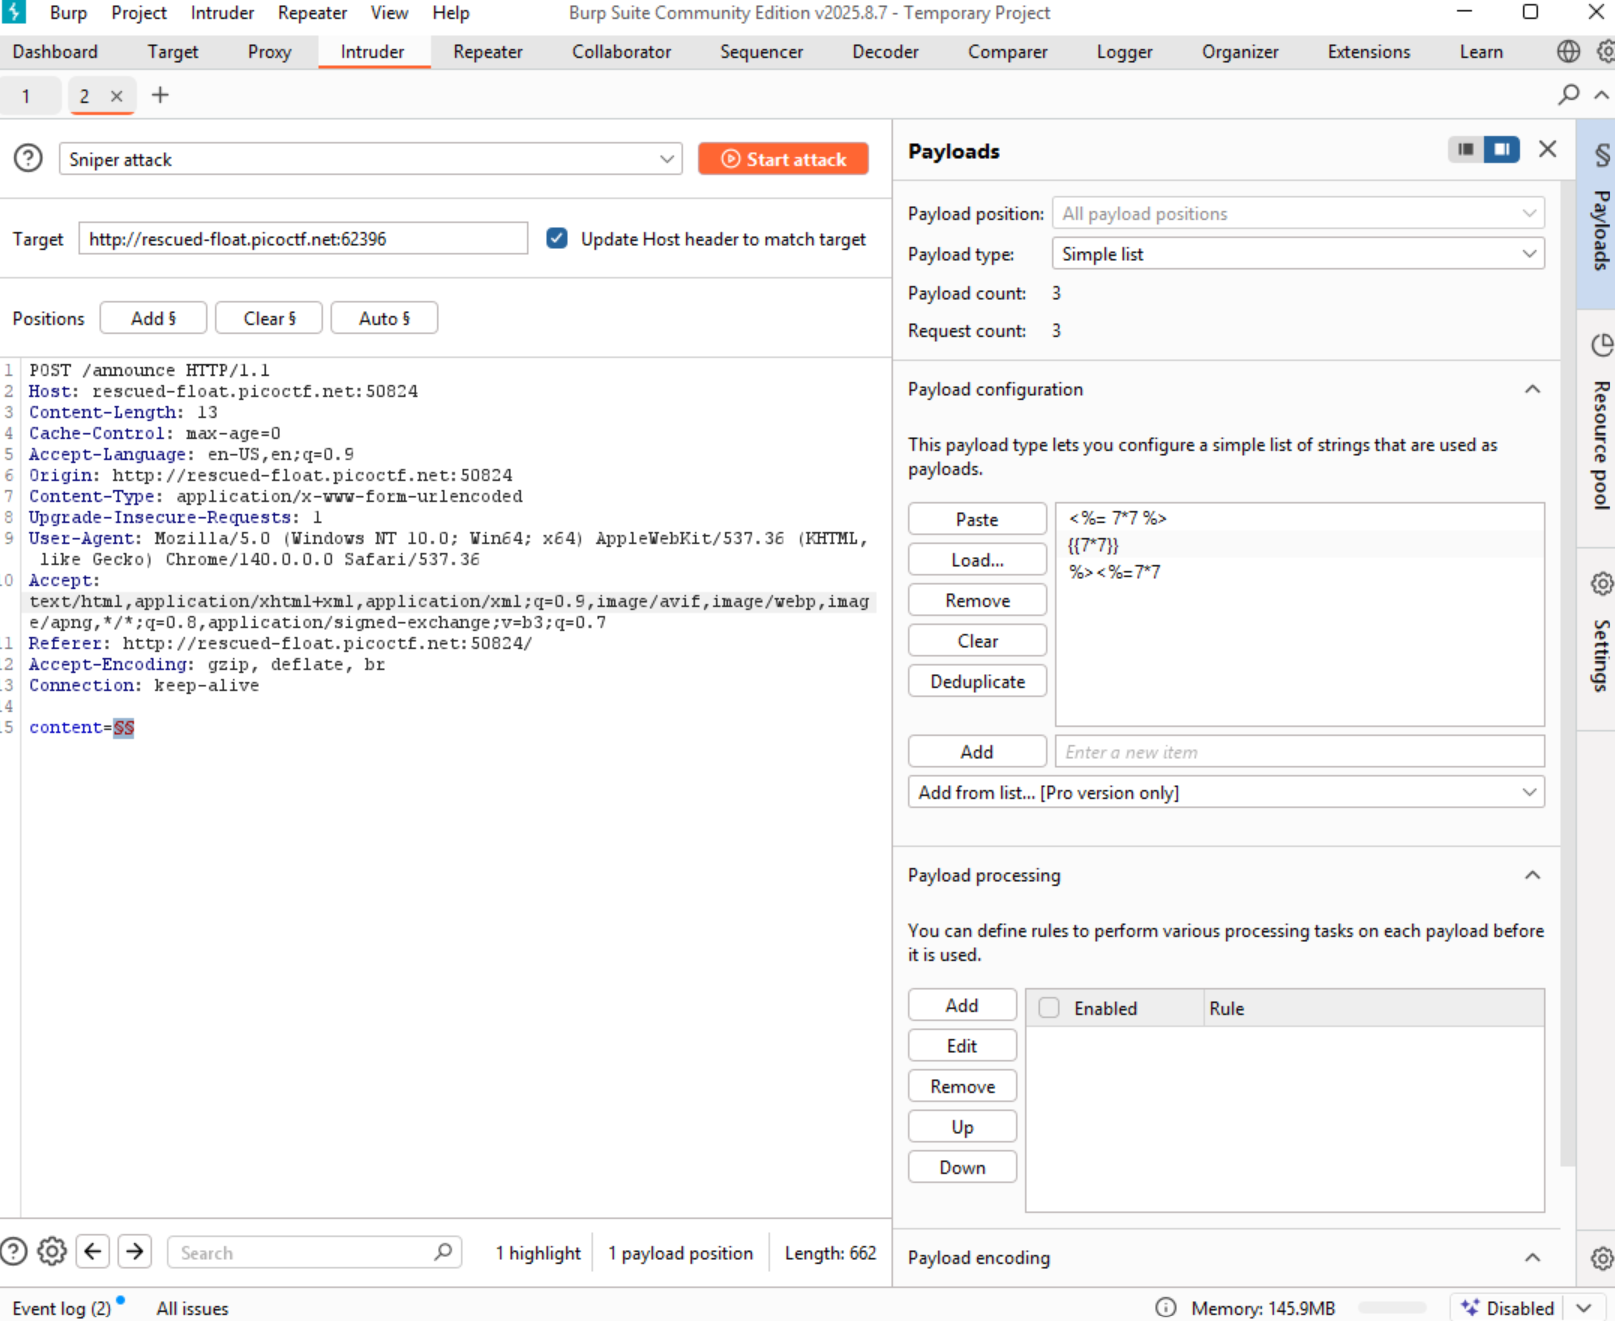 Burp Project Intruder Repeater View Help Burp Suite Community Edition v2025.8.7 - Temporary Project
Dashboard Target Proxy Intruder Repeater Collaborator Sequencer Decoder Comparer Logger Organizer Extensions Learn
1 2 × +
Sniper attack Start attack
Target http://rescued-float.picoctf.net:62396 Update Host header to match target
Positions Add § Clear § Auto §
1 POST /announce HTTP/1.1
2 Host: rescued-float.picoctf.net:50824
3 Content-Length: 13
4 Cache-Control: max-age=0
5 Accept-Language: en-US,en;q=0.9
6 Origin: http://rescued-float.picoctf.net:50824
7 Content-Type: application/x-www-form-urlencoded
8 Upgrade-Insecure-Requests: 1
9 User-Agent: Mozilla/5.0 (Windows NT 10.0; Win64; x64) AppleWebKit/537.36 (KHTML,
like Gecko) Chrome/140.0.0.0 Safari/537.36
0 Accept:
text/html,application/xhtml+xml,application/xml;q=0.9,image/avif,image/webp,imag
e/apng,*/*;q=0.8,application/signed-exchange;v=b3;q=0.7
1 Referer: http://rescued-float.picoctf.net:50824/
2 Accept-Encoding: gzip, deflate, br
3 Connection: keep-alive
4
5 content=§§
Search 1 highlight 1 payload position Length: 662
Payloads
Payload position: All payload positions
Payload type: Simple list
Payload count: 3
Request count: 3
Payload configuration
This payload type lets you configure a simple list of strings that are used as
payloads.
Paste
Load...
Remove
Clear
Deduplicate
<%= 7*7 %>
{{7*7}}
%><%=7*7
Add Enter a new item
Add from list... [Pro version only]
Payload processing
You can define rules to perform various processing tasks on each payload before
it is used.
Add
Edit
Remove
Up
Down
Enabled Rule
Payload encoding
§ Payloads
Resource pool
Settings
Event log (2) All issues Memory: 145.9MB Disabled